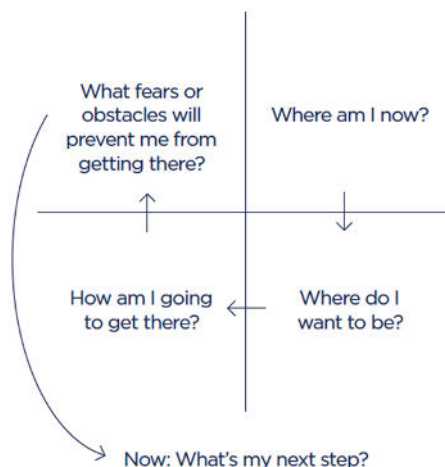 What fears or
obstacles will
prevent me from
getting there?
Where am I now?
How am I going
to get there?
Where do I
want to be?
Now: What's my next step?